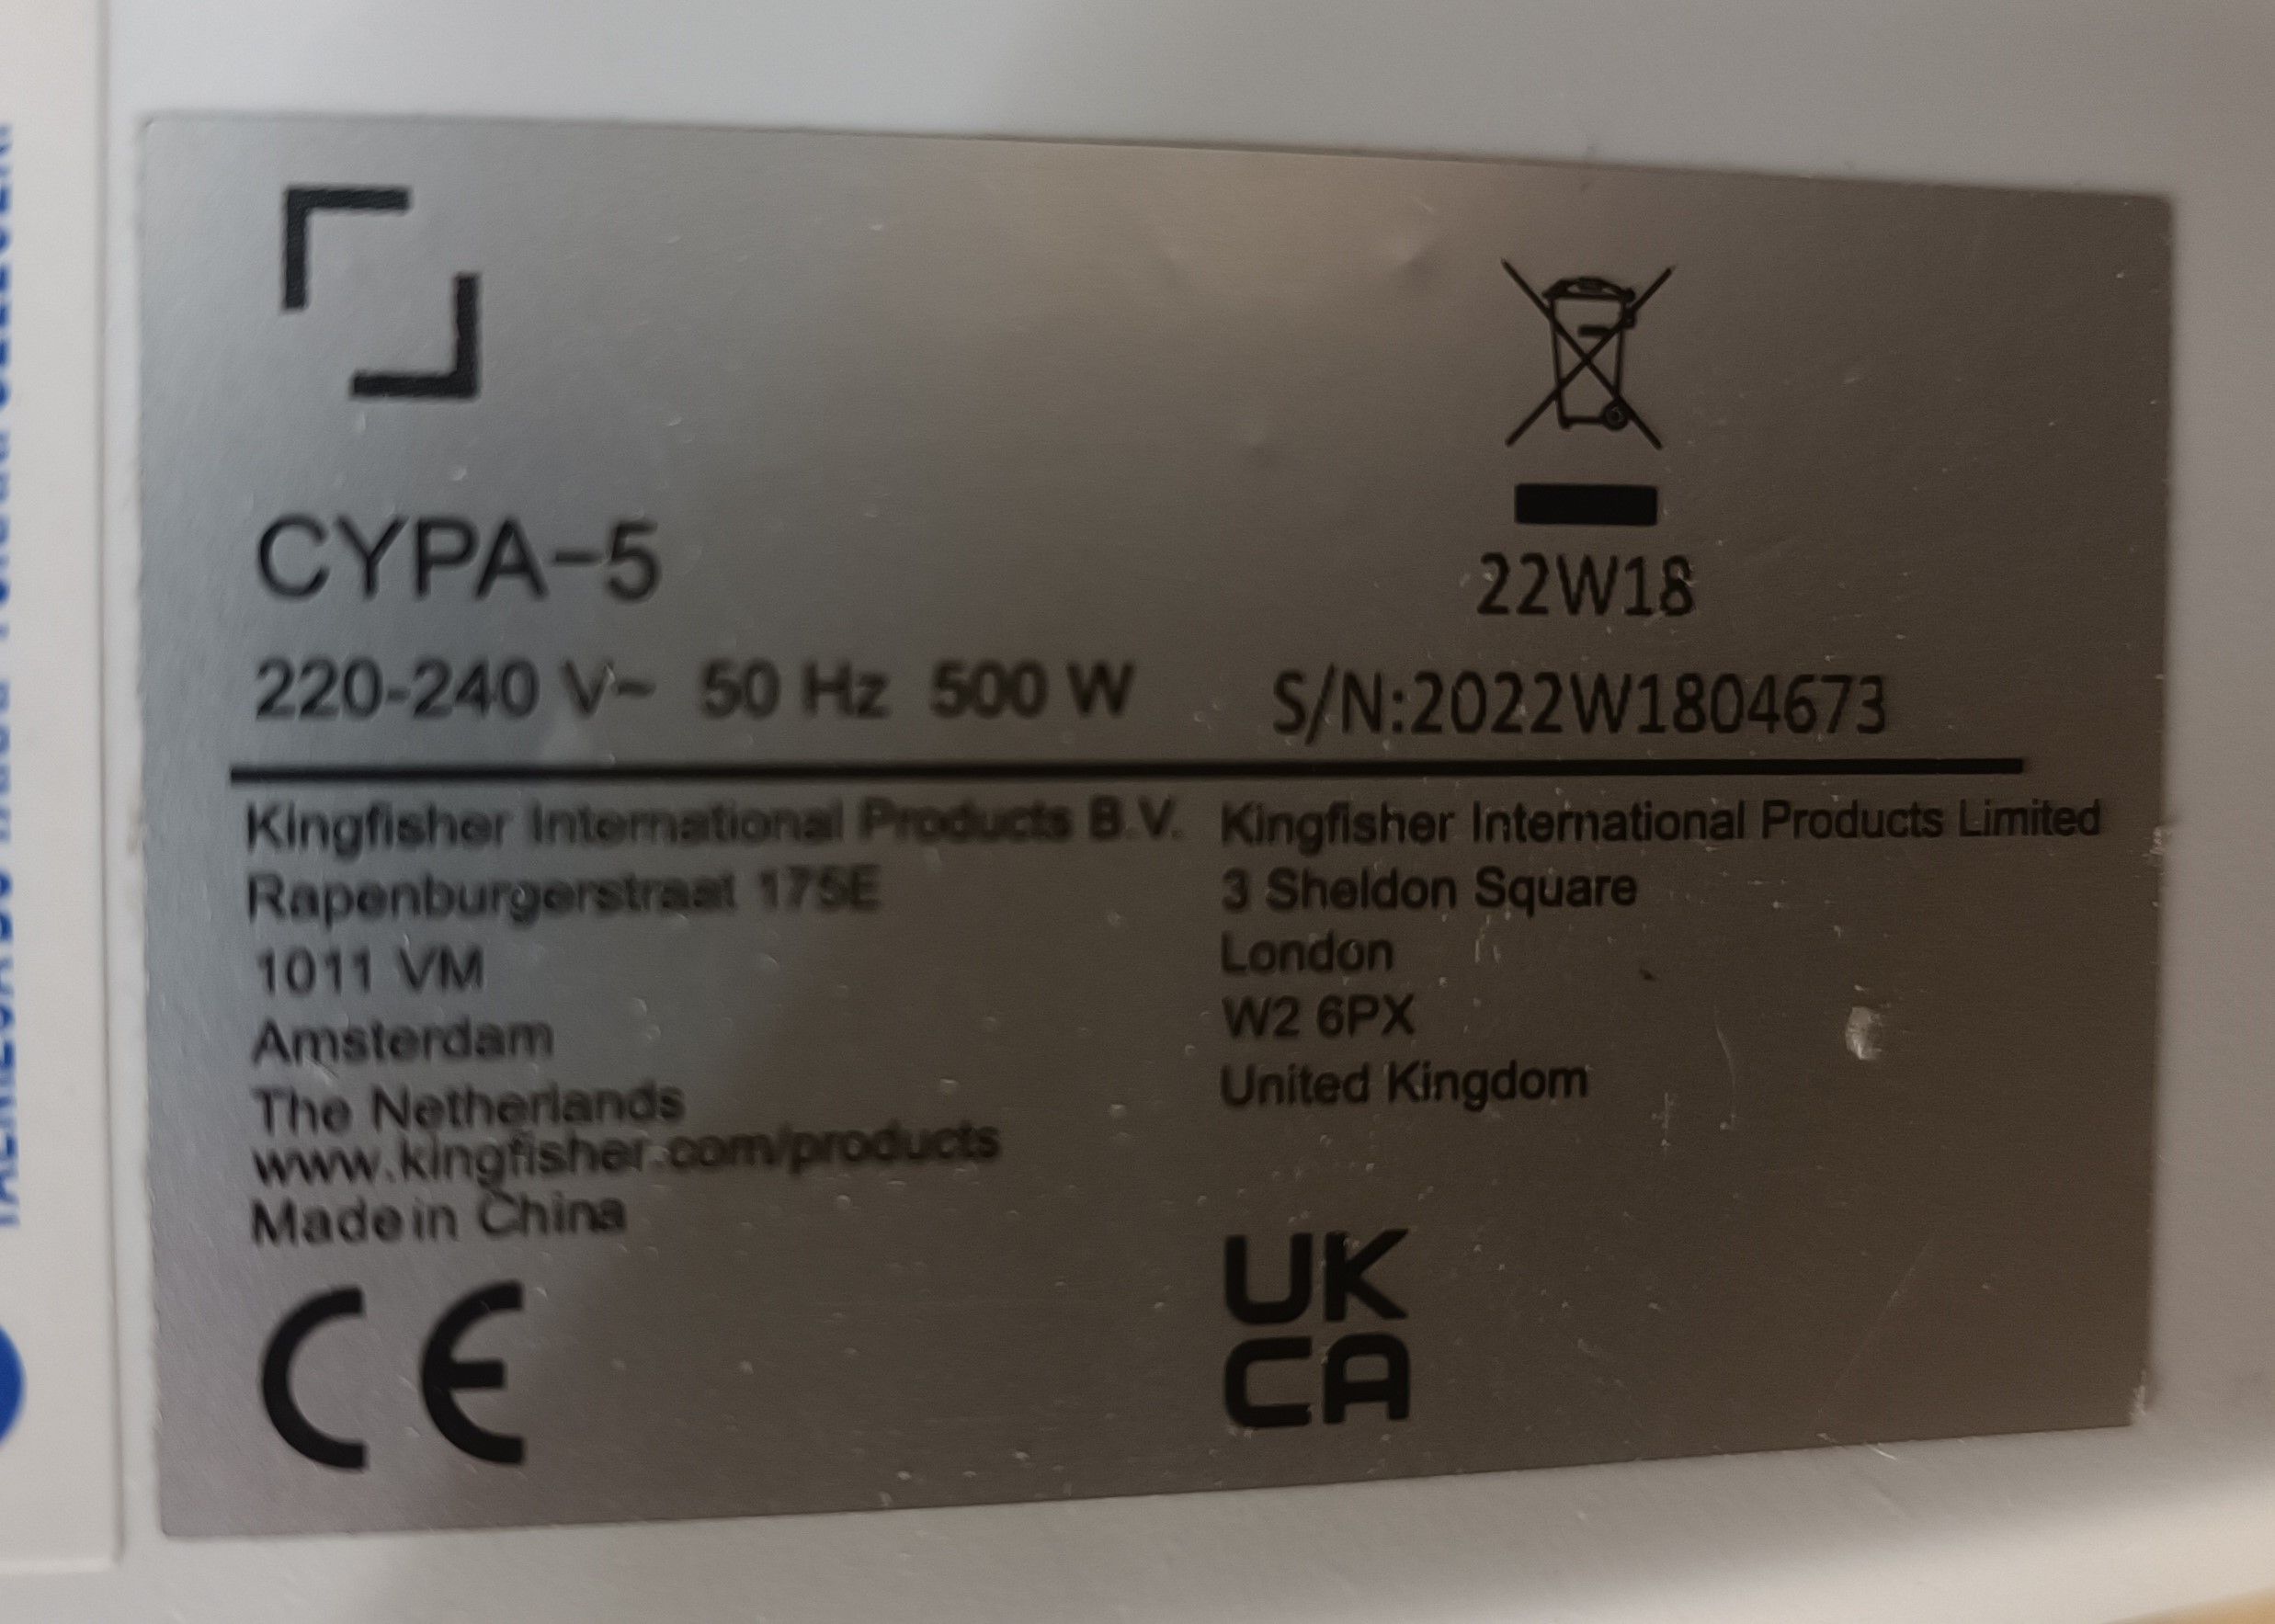 CYPA-5
22W18
220-240 V~ 50 Hz 500 W
S/N:2022W1804673
Kingfisher International Products B.V.
Rapenburgerstraat 175E
1011 VM
Amsterdam
The Netherlands
www.kingfisher.com/products
Made in China
CE
Kingfisher International Products Limited
3 Sheldon Square
London
W2 6PX
United Kingdom
UK
CA